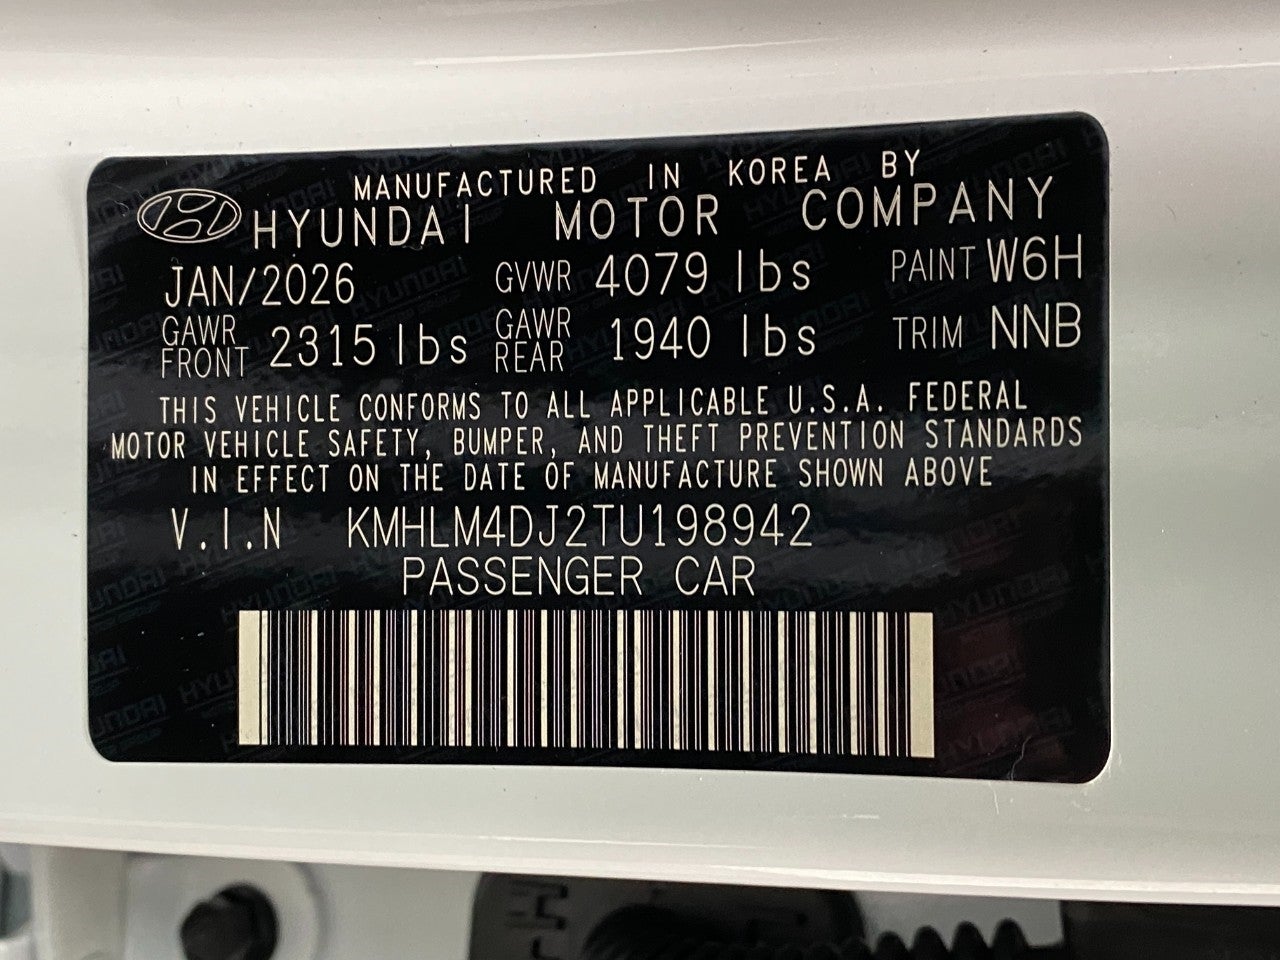 MANUFACTURED IN KOREA BY
HYUNDAI MOTOR COMPANY
JAN/2026 GVWR 4079 lbs PAINT W6H
GAWR FRONT 2315 lbs GAWR REAR 1940 lbs TRIM NNB
THIS VEHICLE CONFORMS TO ALL APPLICABLE U.S.A. FEDERAL
MOTOR VEHICLE SAFETY, BUMPER, AND THEFT PREVENTION STANDARDS
IN EFFECT ON THE DATE OF MANUFACTURE SHOWN ABOVE
V.I.N KMHLM4DJ2TU198942
PASSENGER CAR